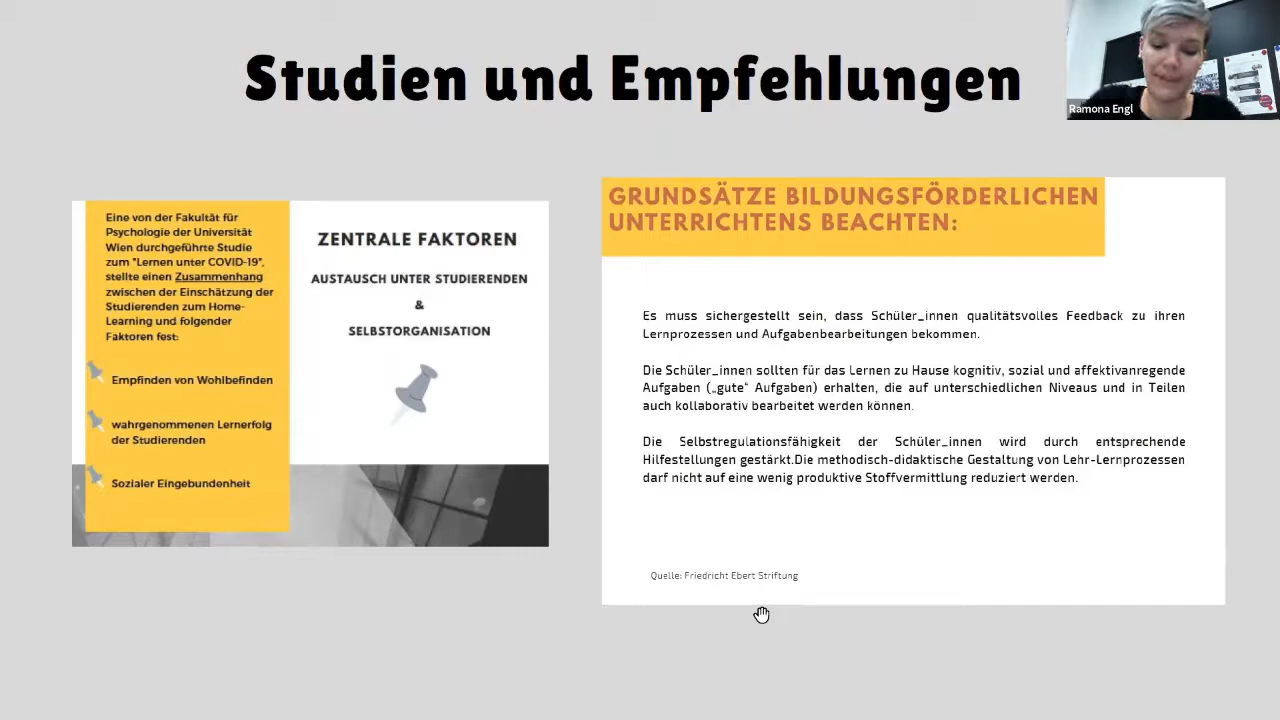 Studien und Empfehlungen
Ramona Engl
Eine von der Fakultät für
Psychologie der Universität
Wien durchgeführte Studie
zum "Lernen unter COVID-19",
stellte einen Zusammenhang
zwischen der Einschätzung der
Studierenden zum Home-
Learning und folgender
Faktoren fest:
Empfinden von Wohlbefinden
wahrgenommenen Lernerfolg
der Studierenden
Sozialer Eingebundenheit
ZENTRALE FAKTOREN
AUSTAUSCH UNTER STUDIERENDEN
&
SELBSTORGANISATION
GRUNDSÄTZE BILDUNGSFÖRDERLICHEN
UNTERRICHTENS BEACHTEN:
Es muss sichergestellt sein, dass Schüler_innen qualitätsvolles Feedback zu ihren
Lernprozessen und Aufgabenbearbeitungen bekommen.
Die Schüler_innen sollten für das Lernen zu Hause kognitiv, sozial und affektivanregende
Aufgaben („gute“ Aufgaben) erhalten, die auf unterschiedlichen Niveaus und in Teilen
auch kollaborativ bearbeitet werden können.
Die Selbstregulationsfähigkeit der Schüler_innen wird durch entsprechende
Hilfestellungen gestärkt.Die methodisch-didaktische Gestaltung von Lehr-Lernprozessen
darf nicht auf eine wenig produktive Stoffvermittlung reduziert werden.
Quelle: Friedricht Ebert Striftung